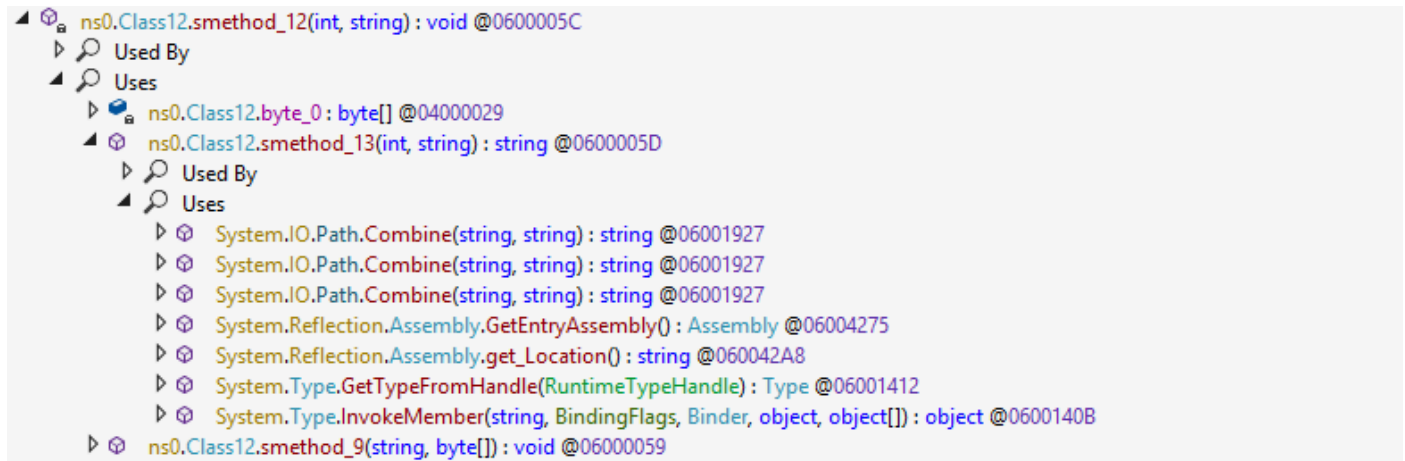 ns0.Class12.smethod_12(int, string) : void @0600005C
Used By
Uses
ns0.Class12.byte_0 : byte[] @04000029
ns0.Class12.smethod_13(int, string) : string @0600005D
Used By
Uses
System.IO.Path.Combine(string, string) : string @06001927
System.IO.Path.Combine(string, string) : string @06001927
System.IO.Path.Combine(string, string) : string @06001927
System.Reflection.Assembly.GetEntryAssembly() : Assembly @06004275
System.Reflection.Assembly.get_Location() : string @060042A8
System.Type.GetTypeFromHandle(RuntimeTypeHandle) : Type @06001412
System.Type.InvokeMember(string, BindingFlags, Binder, object, object[]) : object @0600140B
ns0.Class12.smethod_9(string, byte[]) : void @06000059